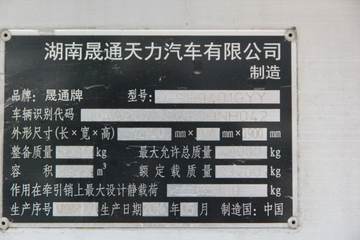 湖南晟通天力汽车有限公司
制造
品牌：晟通牌 型号：
车辆识别代码
外形尺寸(长×宽×高) mm× mm× mm
整备质量 kg 最大允许总质量 kg
容 积 m³ 额定载质量 kg
作用在牵引销上最大设计静载荷 kg
生产序号 生产日期 年 月 制造国：中国